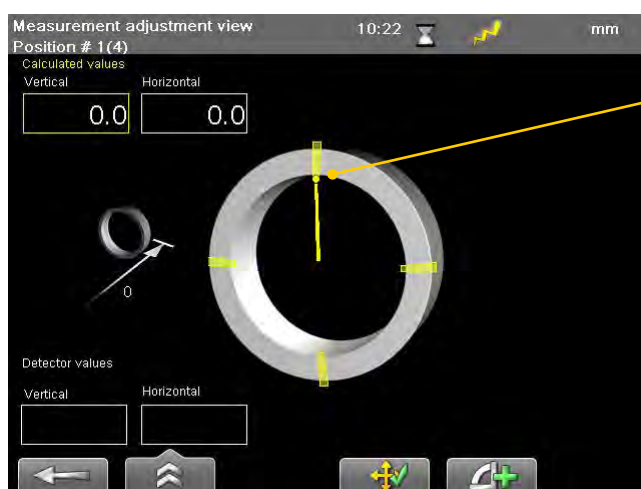 Measurement adjustment view 10:22 mm
Position # 1(4)
Calculated values
Vertical Horizontal
0.0 0.0
0
Detector values
Vertical Horizontal